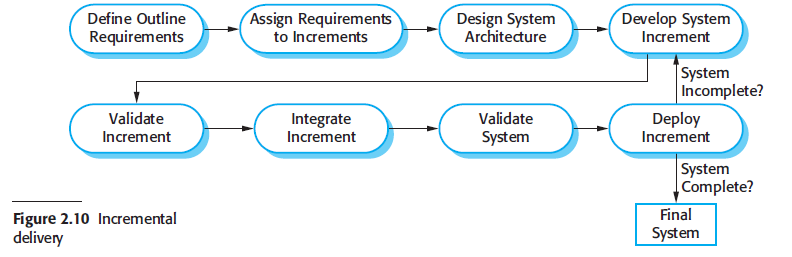 Define Outline
Requirements
Assign Requirements
to Increments
Design System
Architecture
Develop System
Increment
System
Incomplete?
Validate
Increment
Integrate
Increment
Validate
System
Deploy
Increment
System
Complete?
Final
System
Figure 2.10 Incremental
delivery